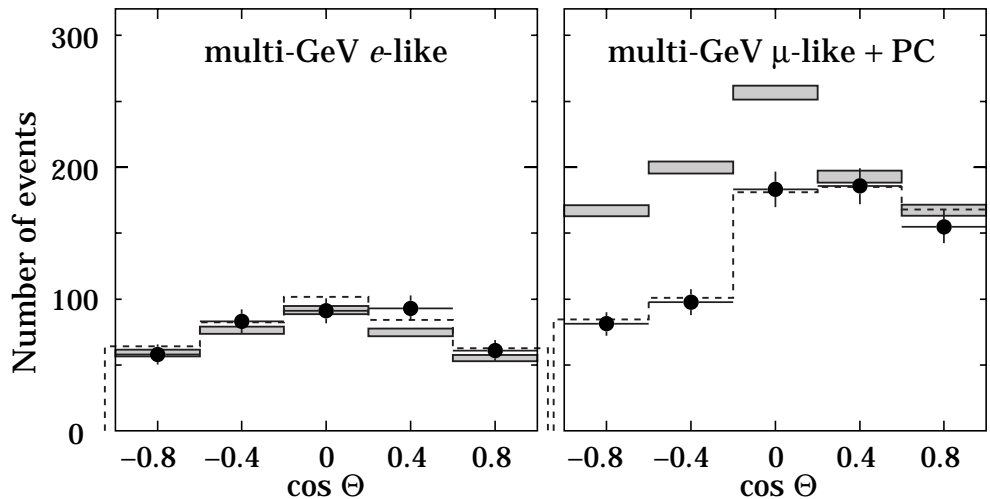 multi-GeV e-like
multi-GeV μ-like + PC
Number of events
300
200
100
0
−0.8 −0.4 0 0.4 0.8
cos Θ
−0.8 −0.4 0 0.4 0.8
cos Θ